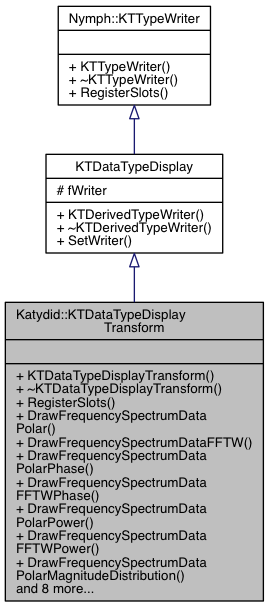 Nymph::KTTypeWriter
+ KTTypeWriter()
+ ~KTTypeWriter()
+ RegisterSlots()
KTDataTypeDisplay
# fWriter
+ KTDerivedTypeWriter()
+ ~KTDerivedTypeWriter()
+ SetWriter()
Katydid::KTDataTypeDisplay
Transform
+ KTDataTypeDisplayTransform()
+ ~KTDataTypeDisplayTransform()
+ RegisterSlots()
+ DrawFrequencySpectrumData
Polar()
+ DrawFrequencySpectrumDataFFTW()
+ DrawFrequencySpectrumData
PolarPhase()
+ DrawFrequencySpectrumData
FFTWPhase()
+ DrawFrequencySpectrumData
PolarPower()
+ DrawFrequencySpectrumData
FFTWPower()
+ DrawFrequencySpectrumData
PolarMagnitudeDistribution()
and 8 more...